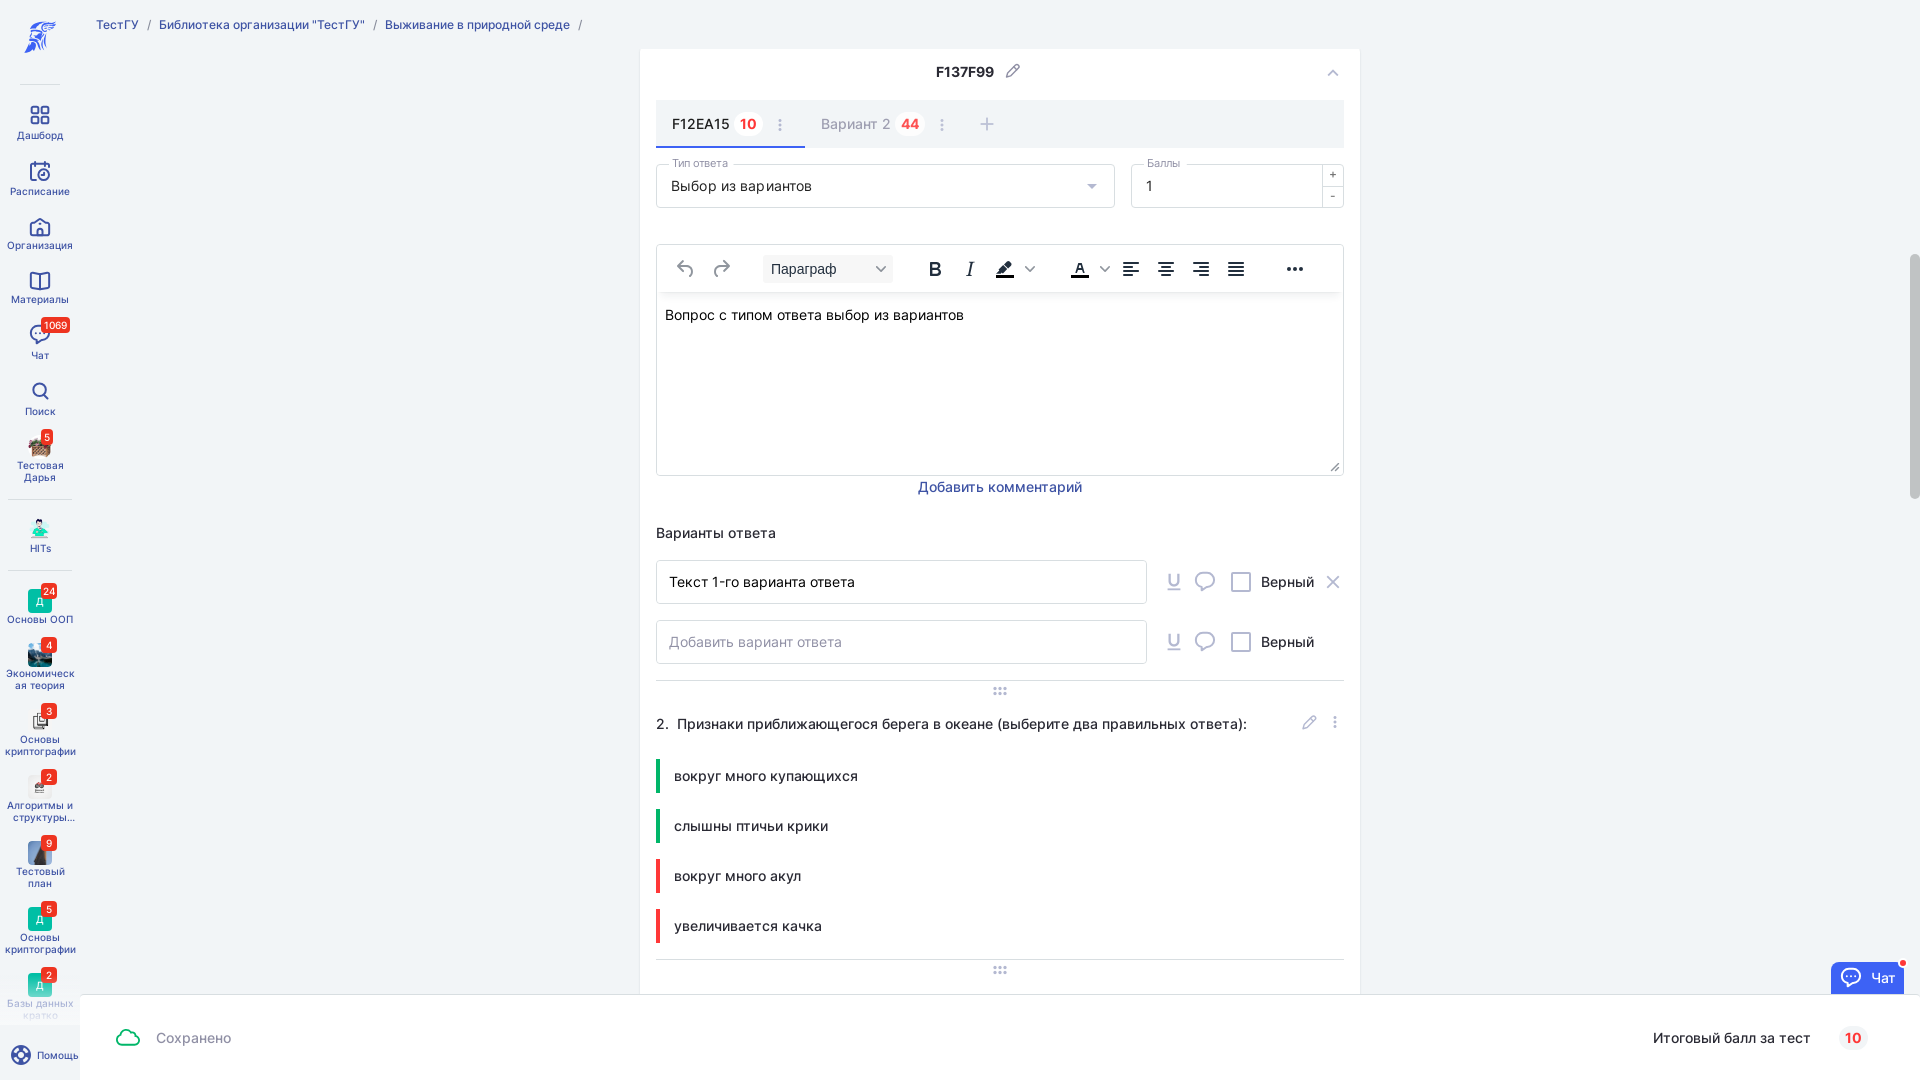 ТестГУ / Библиотека организации "ТестГУ" / Выживание в природной среде /
Дашборд
Расписание
Организация
Материалы
1069
Чат
Поиск
5
Тестовая
Дарья
HITs
24
Д
Основы ООП
4
Экономическ
ая теория
3
Основы
криптографии
2
Алгоритмы и
структуры...
9
Тестовый
план
5
Д
Основы
криптографии
2
Д
Базы данных
кратко
Помощь
F137F99
F12EA15 10 Вариант 2 44
Тип ответа
Выбор из вариантов
Баллы
1
+
-
Параграф
Вопрос с типом ответа выбор из вариантов
Добавить комментарий
Варианты ответа
Текст 1-го варианта ответа
Верный
Добавить вариант ответа
Верный
2. Признаки приближающегося берега в океане (выберите два правильных ответа):
вокруг много купающихся
слышны птичьи крики
вокруг много акул
увеличивается качка
Чат
Сохранено
Итоговый балл за тест 10